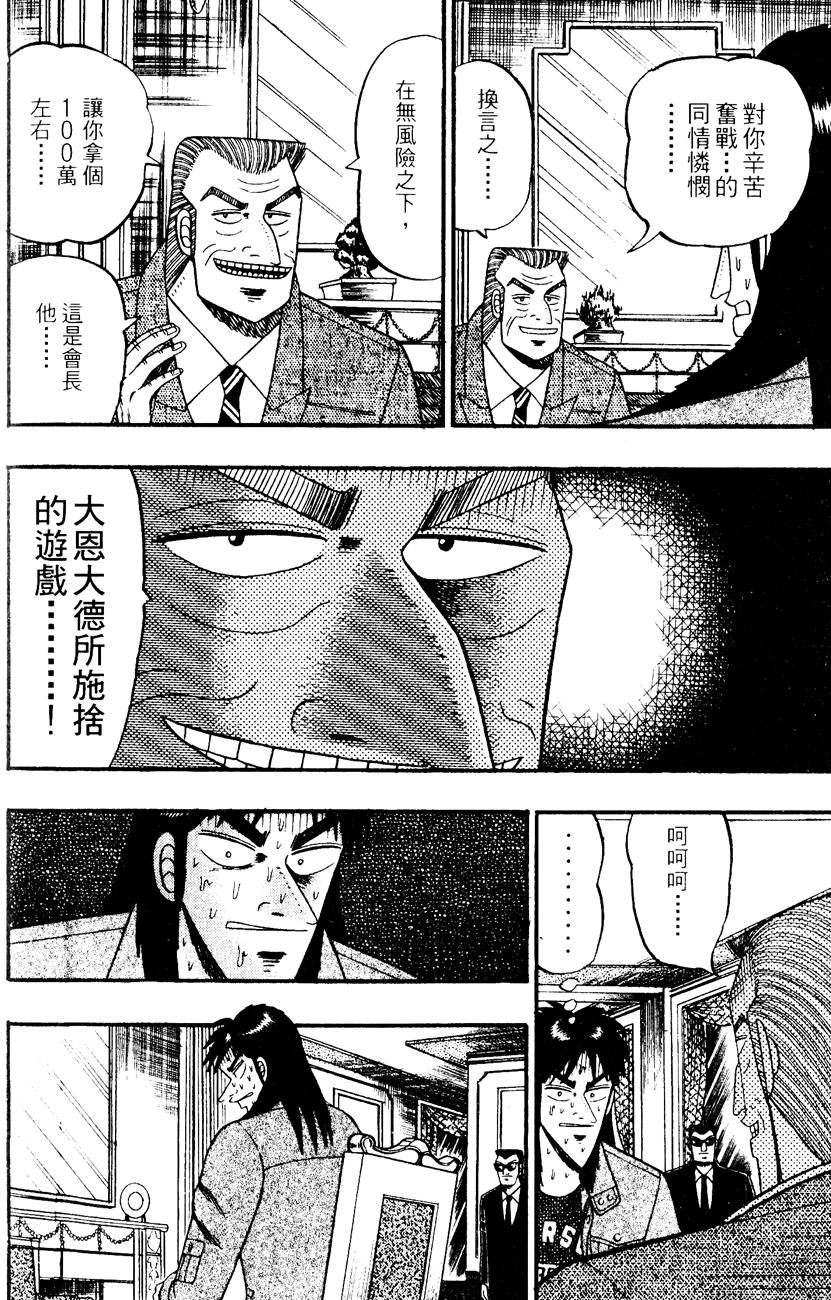 對你辛苦
奮戰…的
同情憐憫
………
換言之……
在無風險之下，
讓你拿個
100萬
左右……
這是會長
他……
大恩大德所施捨
的遊戲………！
呵呵呵……
………
ERS